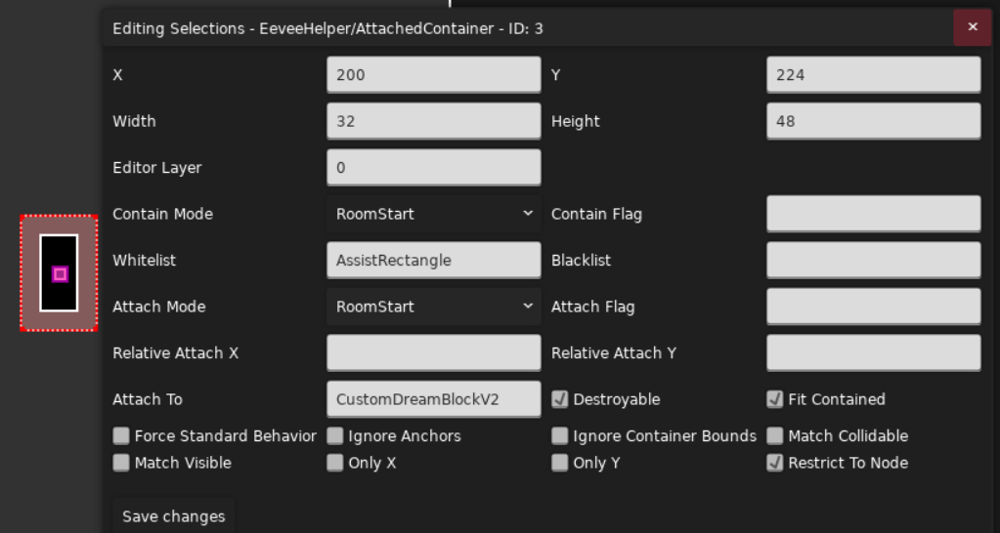 Editing Selections - EeveeHelper/AttachedContainer - ID: 3
X 200 Y 224
Width 32 Height 48
Editor Layer 0
Contain Mode RoomStart Contain Flag
Whitelist AssistRectangle Blacklist
Attach Mode RoomStart Attach Flag
Relative Attach X Relative Attach Y
Attach To CustomDreamBlockV2 Destroyable Fit Contained
Force Standard Behavior Ignore Anchors Ignore Container Bounds Match Collidable
Match Visible Only X Only Y Restrict To Node
Save changes